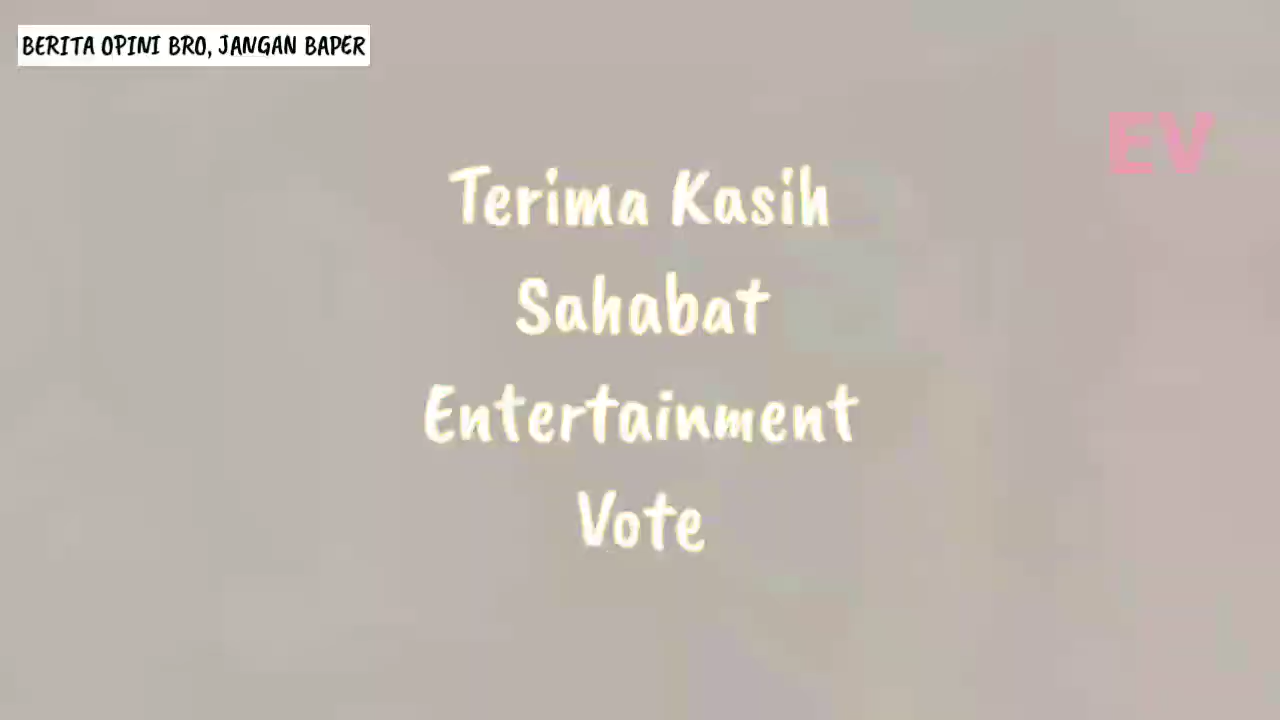 BERITA OPINI BRO, JANGAN BAPER
EV
Terima Kasih
Sahabat
Entertainment
Vote